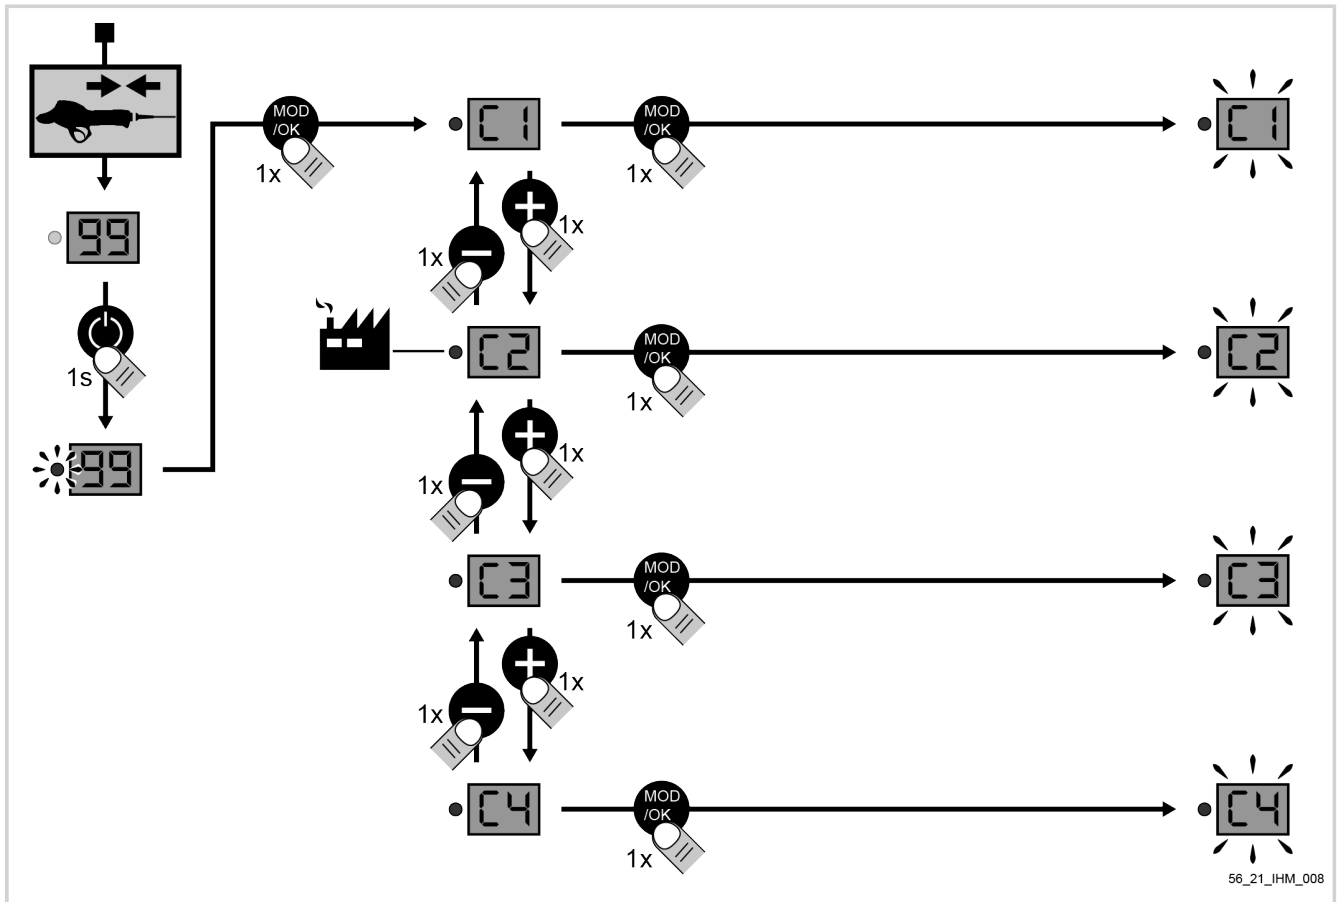 MOD
/OK
1x
C1
MOD
/OK
1x
C1
99
1x
1x
1s
C2
MOD
/OK
1x
C2
99
1x
1x
C3
MOD
/OK
1x
C3
1x
1x
C4
MOD
/OK
1x
C4
56_21_IHM_008